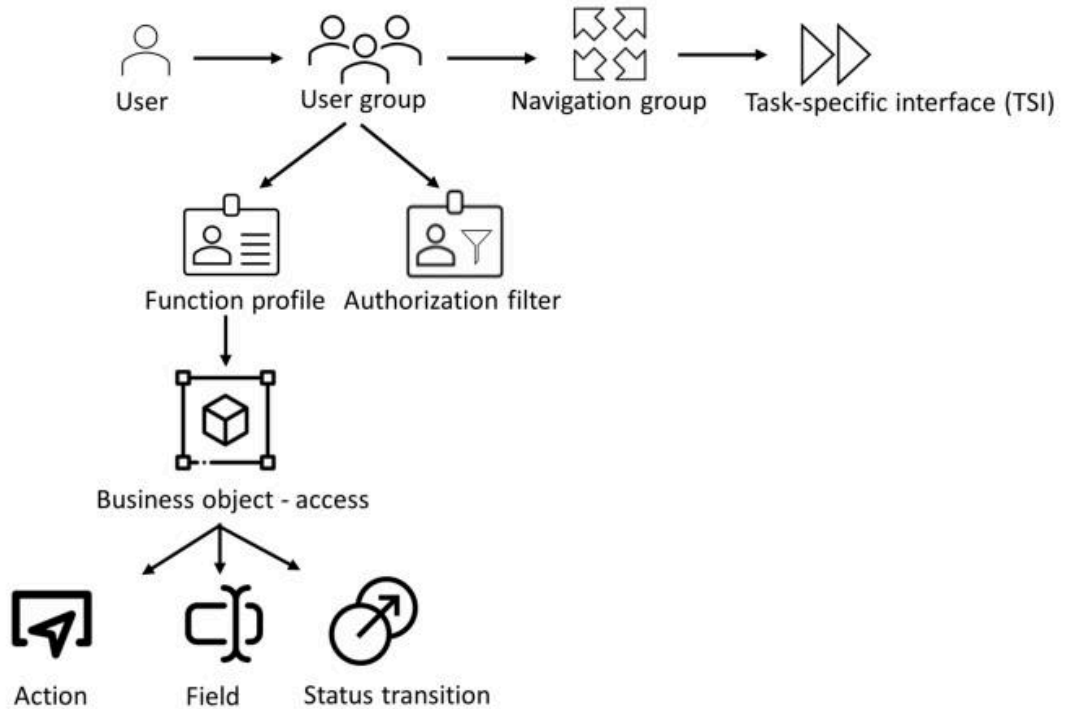 User
User group
Navigation group
Task-specific interface (TSI)
Function profile
Authorization filter
Business object - access
Action
Field
Status transition